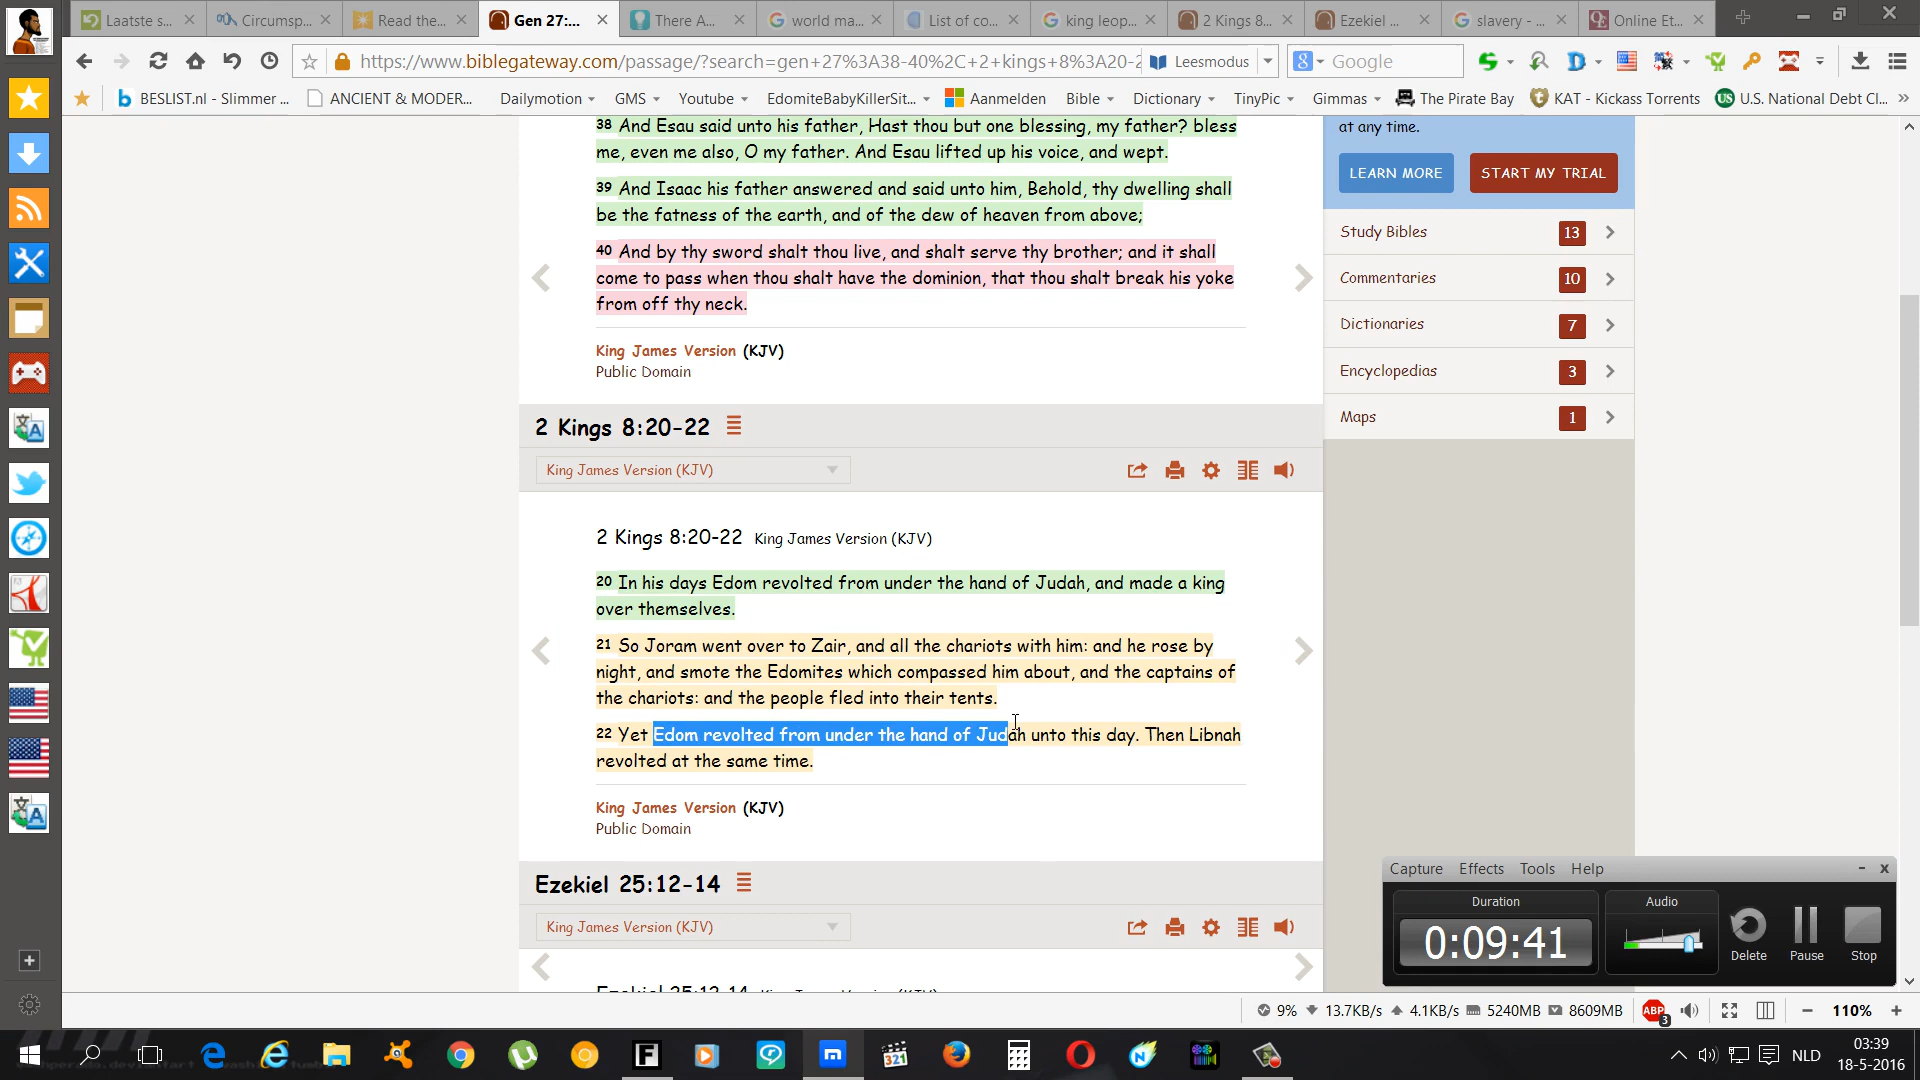 Laatste s...
Circumsp...
Read the...
Gen 27:...
There A...
world ma...
List of co...
king leop...
2 Kings 8...
Ezekiel ...
slavery - ...
Online Et...
https://www.biblegateway.com/passage/?search=gen+27%3A38-40%2C+2+kings+8%3A20-2
Leesmodus
Google
BESLIST.nl - Slimmer ...
ANCIENT & MODER...
Dailymotion
GMS
Youtube
EdomiteBabyKillerSit...
Aanmelden
Bible
Dictionary
TinyPic
Gimmas
The Pirate Bay
KAT - Kickass Torrents
U.S. National Debt Cl...
38 And Esau said unto his father, Hast thou but one blessing, my father? bless
me, even me also, O my father. And Esau lifted up his voice, and wept.
39 And Isaac his father answered and said unto him, Behold, thy dwelling shall
be the fatness of the earth, and of the dew of heaven from above;
40 And by thy sword shalt thou live, and shalt serve thy brother; and it shall
come to pass when thou shalt have the dominion, that thou shalt break his yoke
from off thy neck.
King James Version (KJV)
Public Domain
2 Kings 8:20-22
King James Version (KJV)
2 Kings 8:20-22 King James Version (KJV)
20 In his days Edom revolted from under the hand of Judah, and made a king
over themselves.
21 So Joram went over to Zair, and all the chariots with him: and he rose by
night, and smote the Edomites which compassed him about, and the captains of
the chariots: and the people fled into their tents.
22 Yet Edom revolted from under the hand of Judah unto this day. Then Libnah
revolted at the same time.
King James Version (KJV)
Public Domain
Ezekiel 25:12-14
King James Version (KJV)
Ezekiel 25:12-14 King James Version (KJV)
at any time.
LEARN MORE
START MY TRIAL
Study Bibles 13
Commentaries 10
Dictionaries 7
Encyclopedias 3
Maps 1
Capture Effects Tools Help
Duration
0:09:41
Audio
Delete
Pause
Stop
9% 13.7KB/s 4.1KB/s 5240MB 8609MB
ABP
3
110%
321
NLD
03:39
18-5-2016